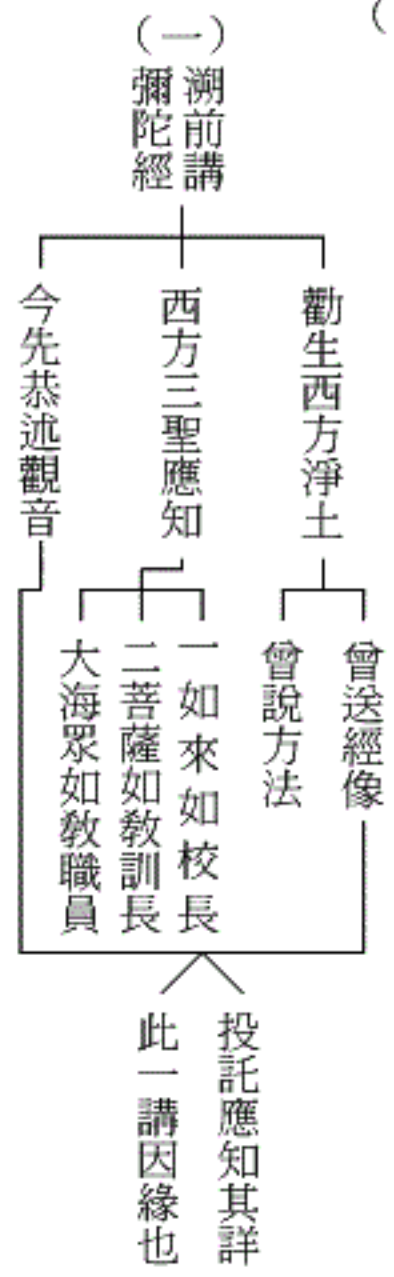 （
（一）
溯前講
彌陀經
勸生西方淨土
曾送經像
曾說方法
西方三聖應知
一如來如校長
二菩薩如教訓長
大海眾如教職員
今先恭述觀音
投託應知其詳
此一講因緣也